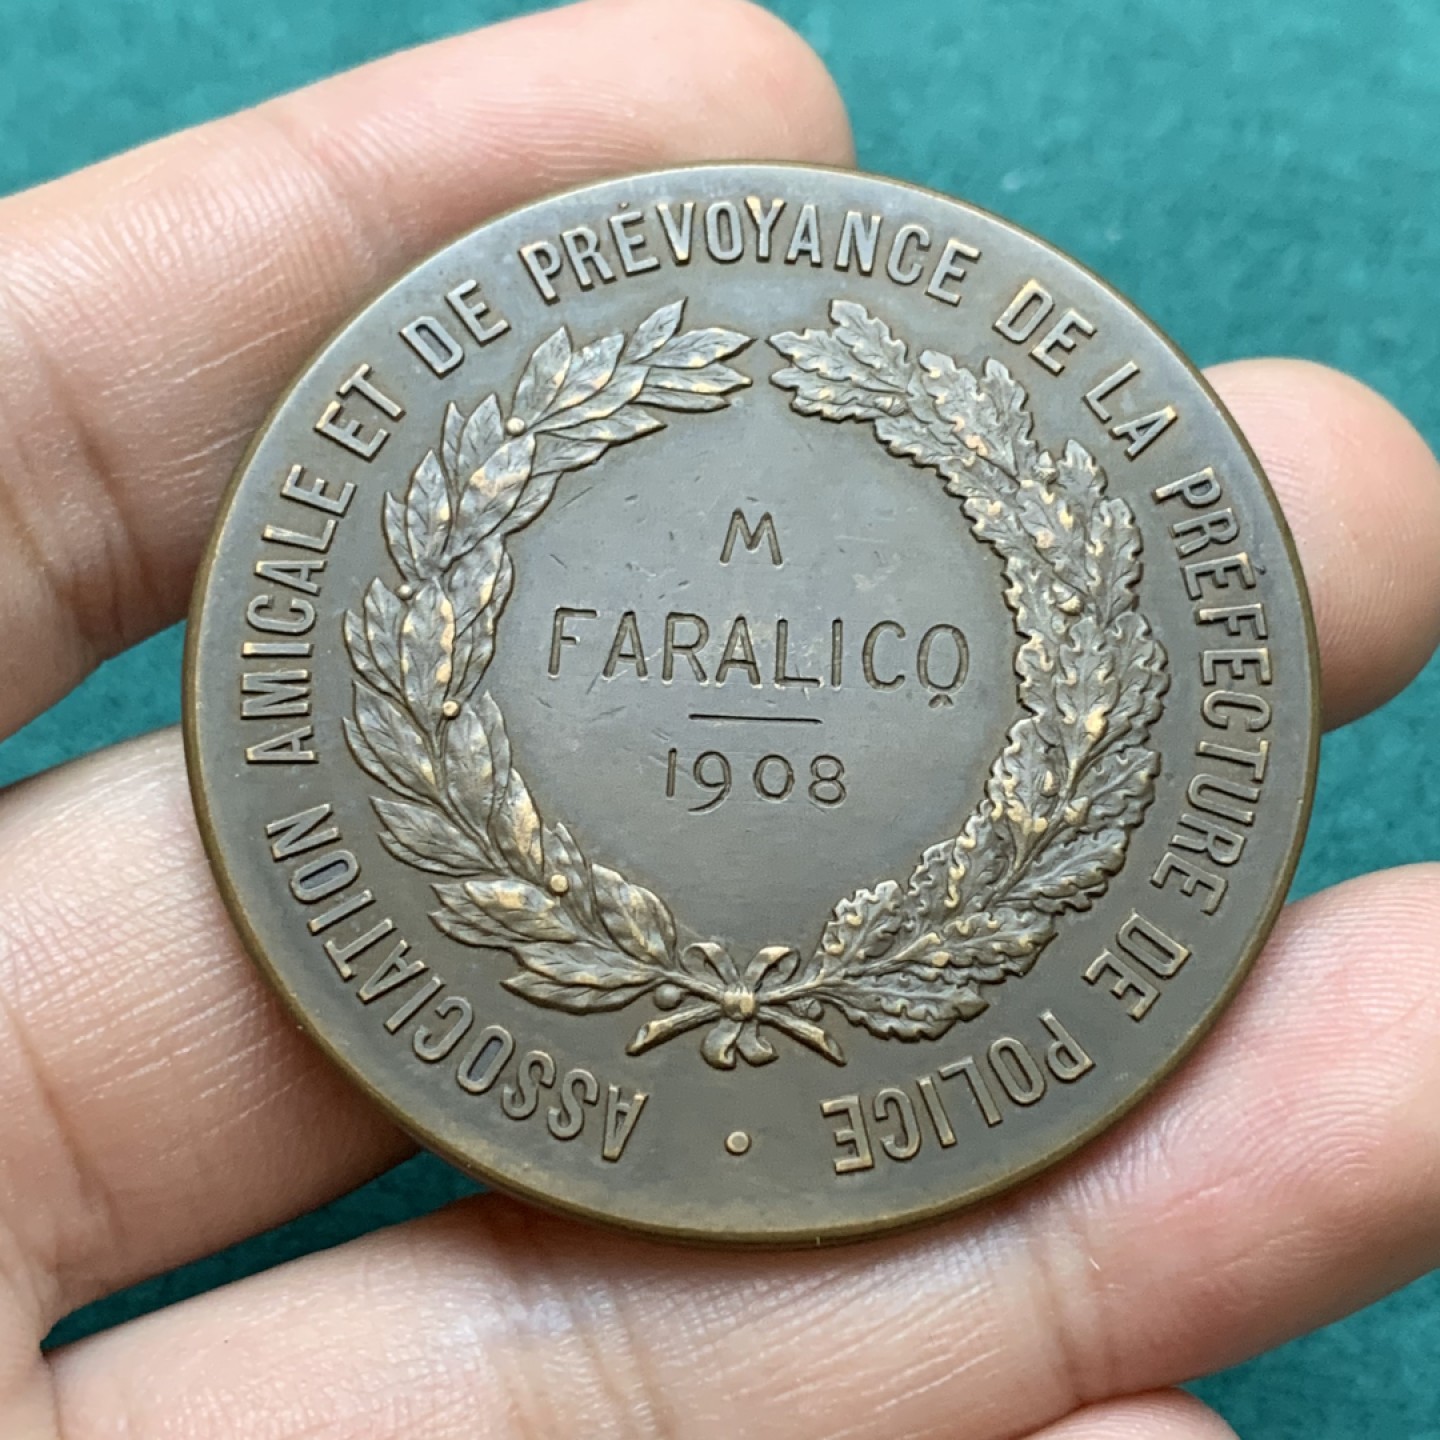 ASSOCIATION AMICALE ET DE PRÉVOYANCE DE LA PRÉFECTURE DE POLICE
M
FARALICQ
1908